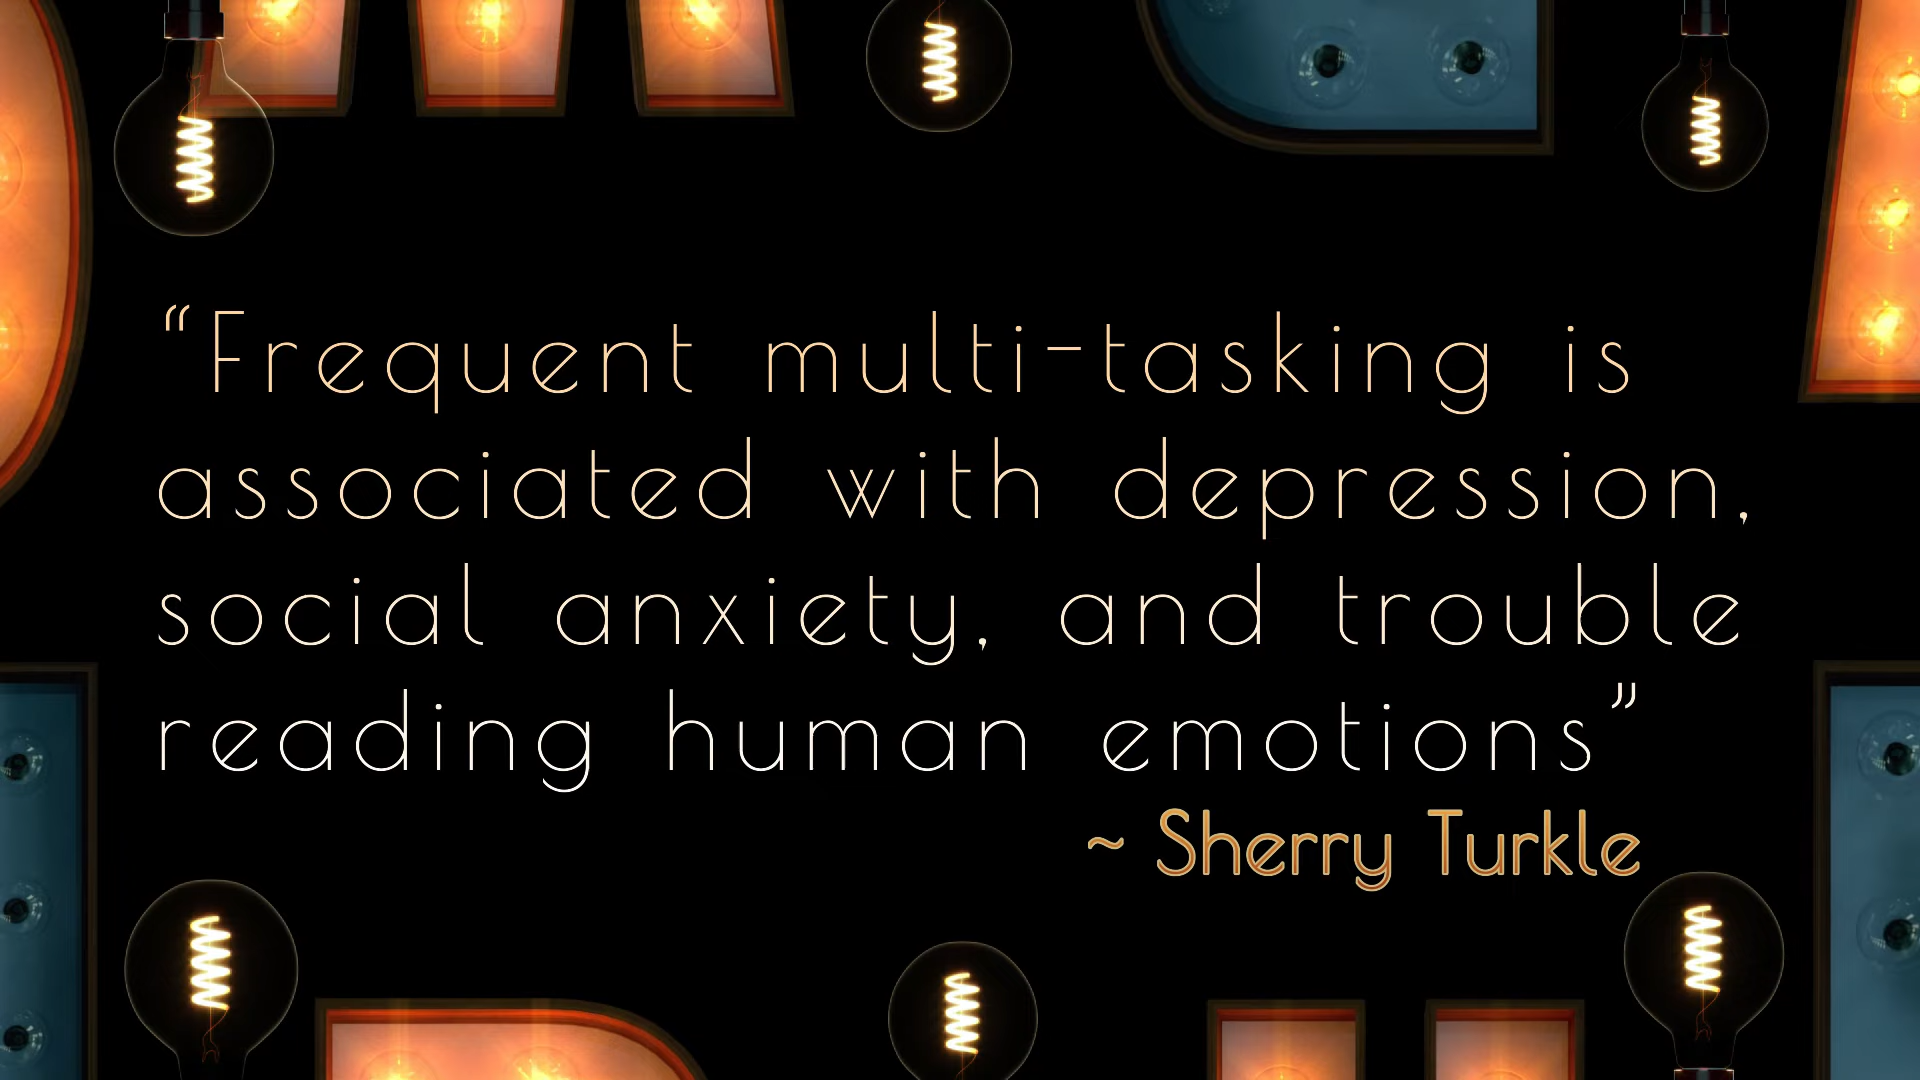 “Frequent multi-tasking is
associated with depression,
social anxiety, and trouble
reading human emotions”
~ Sherry Turkle